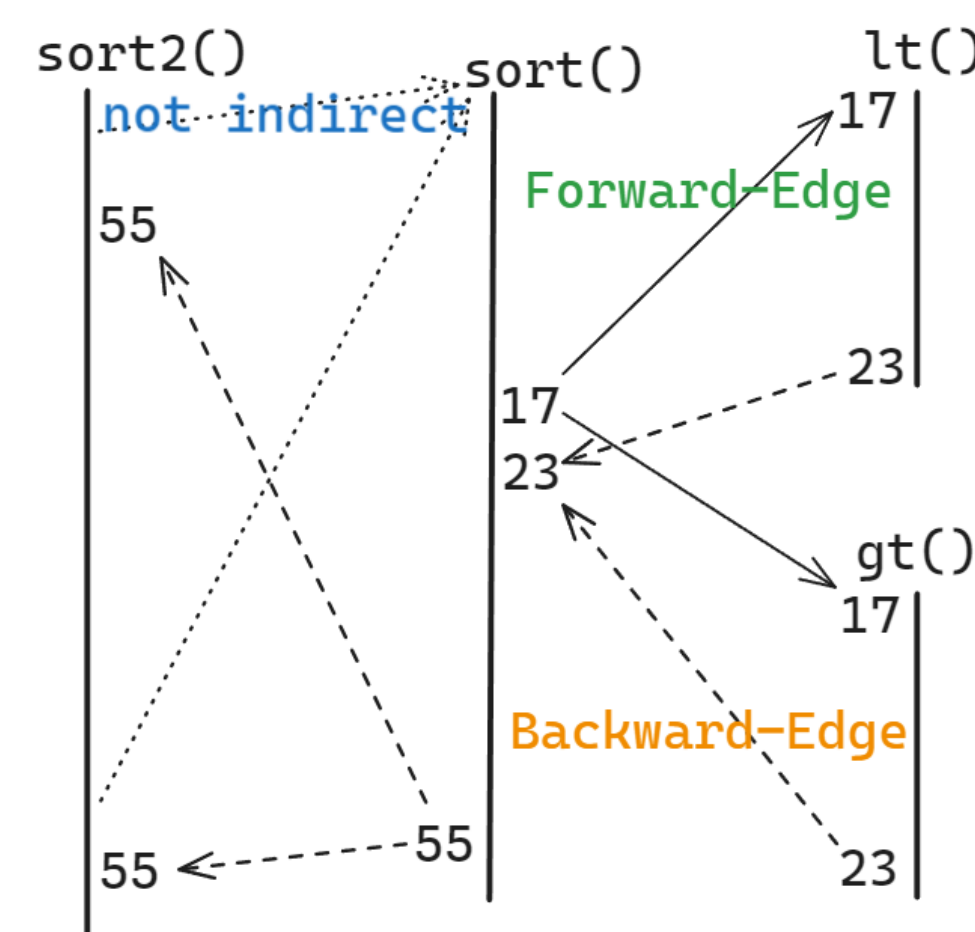 sort2()
sort()
lt()
not indirect
17
Forward-Edge
55
17
23
23
gt()
17
Backward-Edge
55
55
23